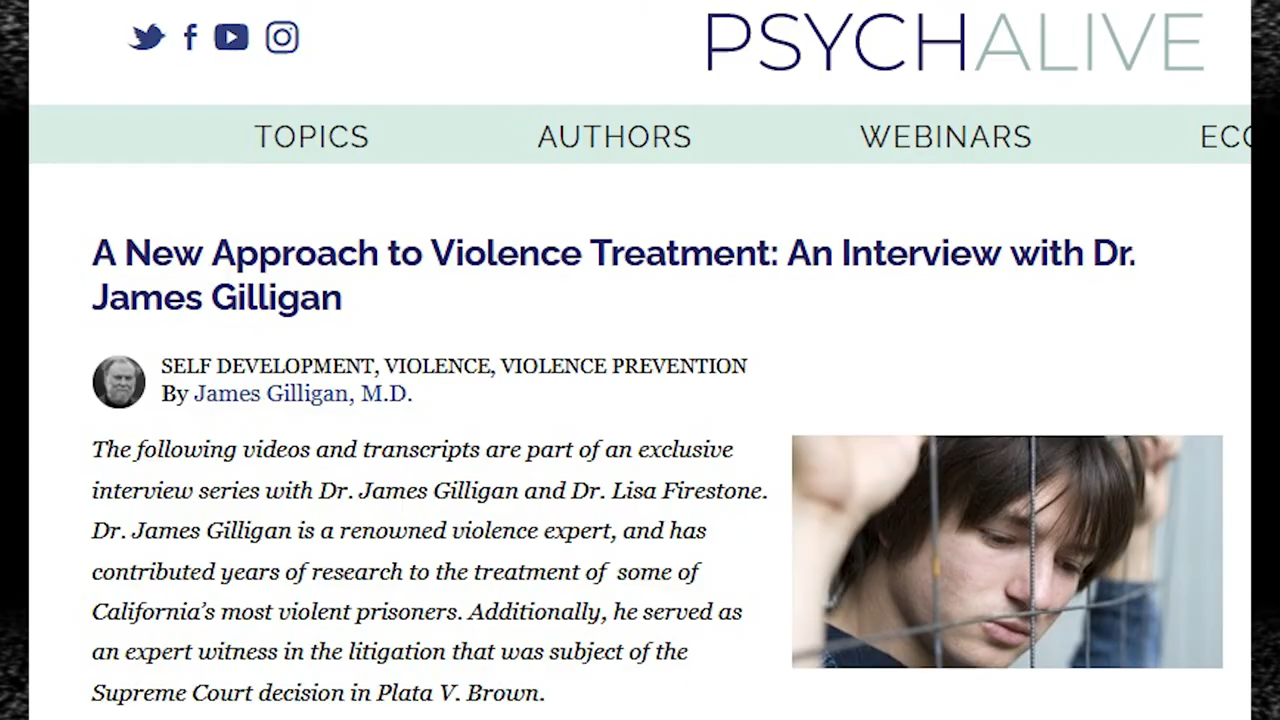 PSYCHALIVE
TOPICS AUTHORS WEBINARS ECO
A New Approach to Violence Treatment: An Interview with Dr.
James Gilligan
SELF DEVELOPMENT, VIOLENCE, VIOLENCE PREVENTION
By James Gilligan, M.D.
The following videos and transcripts are part of an exclusive
interview series with Dr. James Gilligan and Dr. Lisa Firestone.
Dr. James Gilligan is a renowned violence expert, and has
contributed years of research to the treatment of some of
California’s most violent prisoners. Additionally, he served as
an expert witness in the litigation that was subject of the
Supreme Court decision in Plata V. Brown.